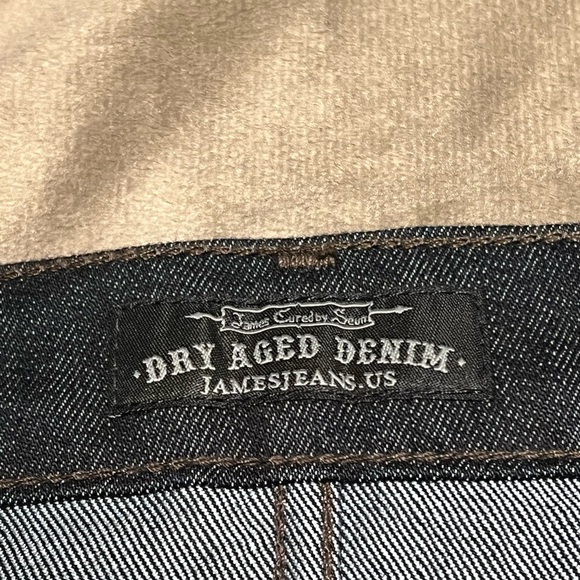 James Cured by Seun
·DRY AGED DENIM·
JAMESJEANS.US